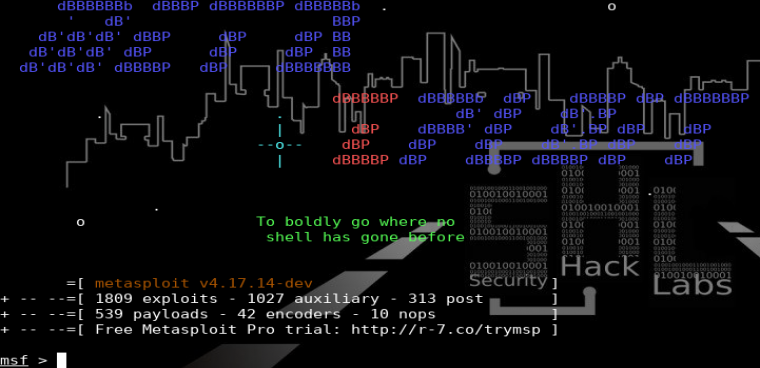 dBBBBBBb  dBBBP dBBBBBBP dBBBBBb
'   dB'                    BBP
dB'dB'dB' dBBP     dBP     dBP BB
dB'dB'dB' dBP      dBP     dBP  BB
dB'dB'dB' dBBBBP   dBP     dBBBBBBB
dBBBBBP  dBBBBBb  dBP    dBBBBP dBP dBBBBBBP
dB' dBP    dB'.BP
dBP    dBBBB' dBP    dB'.BP dBP    dBP
--o-- dBP    dBP    dBP    dB'.BP dBP    dBP
dBBBBP dBP    dBBBBP dBBBBP dBP    dBP
o
o
To boldly go where no
shell has gone before
Security Hack Labs
=[ metasploit v4.17.14-dev ]
+ -- --=[ 1809 exploits - 1027 auxiliary - 313 post ]
+ -- --=[ 539 payloads - 42 encoders - 10 nops ]
+ -- --=[ Free Metasploit Pro trial: http://r-7.co/trymsp ]
msf >